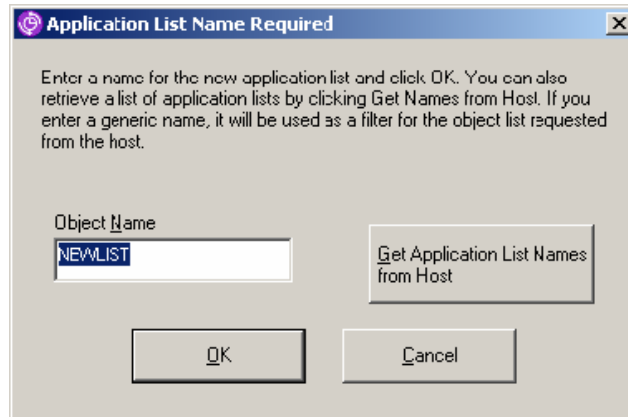 Application List Name Required
Enter a name for the new application list and click OK. You can also
retrieve a list of application lists by clicking Get Names from Host. If you
enter a generic name, it will be used as a filter for the object list requested
from the host.
Object Name
NEWLIST
Get Application List Names
from Host
OK
Cancel